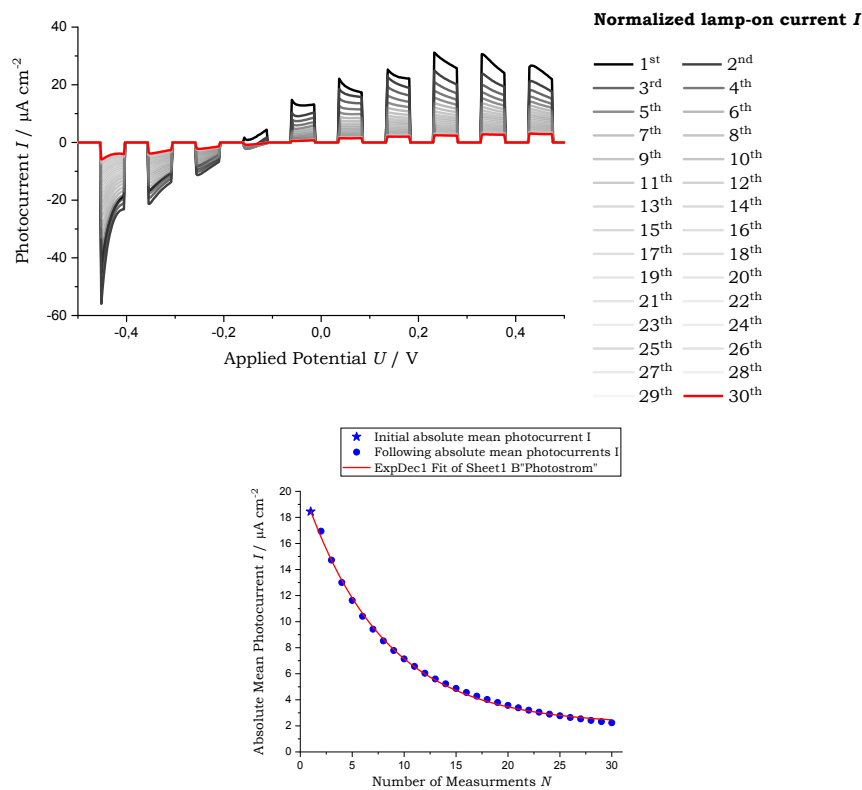 Normalized lamp-on current I
1st 2nd
3rd 4th
5th 6th
7th 8th
9th 10th
11th 12th
13th 14th
15th 16th
17th 18th
19th 20th
21th 22th
23th 24th
25th 26th
27th 28th
29th 30th
Photocurrent I / µA cm-2
40
20
0
-20
-40
-60
-0,4 -0,2 0,0 0,2 0,4
Applied Potential U / V
Initial absolute mean photocurrent I
Following absolute mean photocurrents I
ExpDec1 Fit of Sheet1 B"Photostrom"
Absolute Mean Photocurrent I / µA cm-2
20
18
16
14
12
10
8
6
4
2
0
0 5 10 15 20 25 30
Number of Measurments N